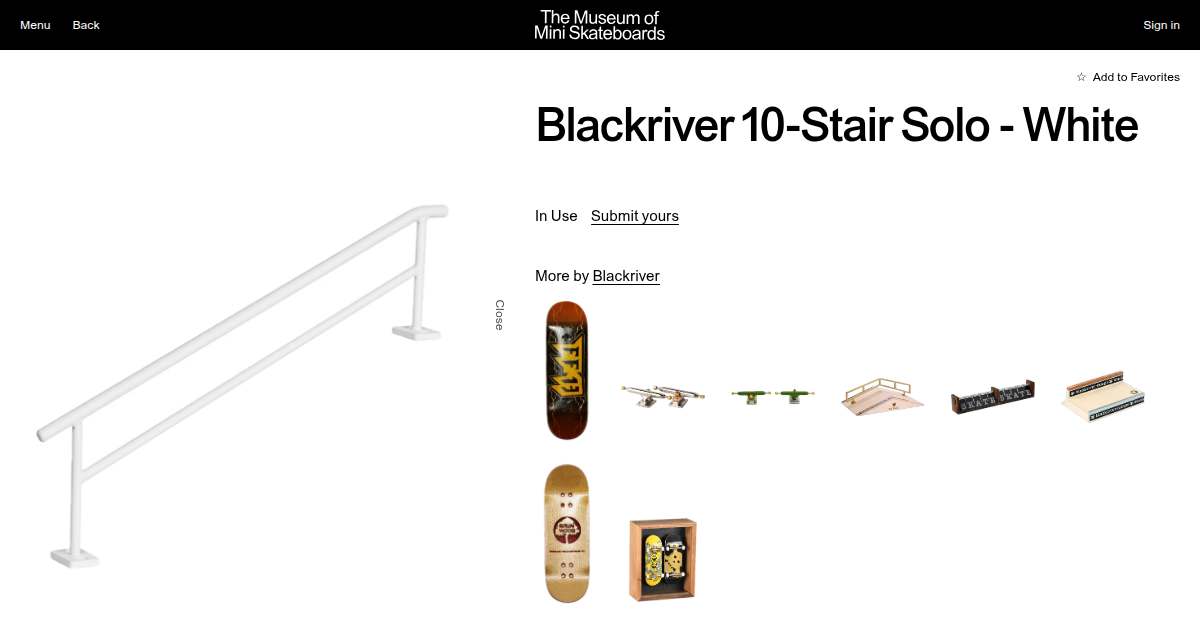 Menu
Back
The Museum of
Mini Skateboards
Sign in
☆ Add to Favorites
Blackriver 10-Stair Solo - White
In Use
Submit yours
More by Blackriver
Close